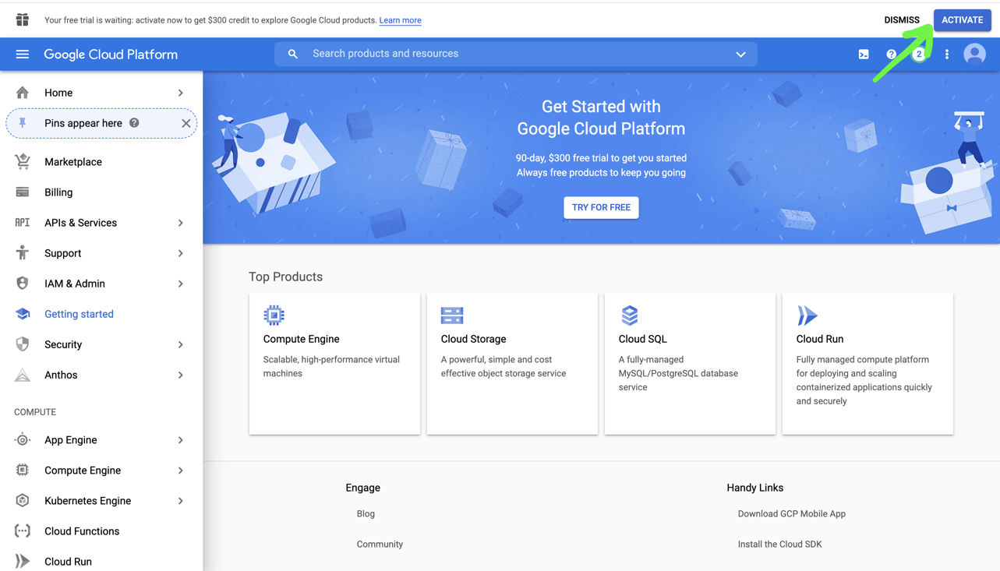 Your free trial is waiting: activate now to get $300 credit to explore Google Cloud products. Learn more
DISMISS
ACTIVATE
Google Cloud Platform
Search products and resources
?
2
Home
Pins appear here ?
Marketplace
Billing
API APIs & Services
Support
IAM & Admin
Getting started
Security
Anthos
COMPUTE
App Engine
Compute Engine
Kubernetes Engine
Cloud Functions
Cloud Run
Get Started with
Google Cloud Platform
90-day, $300 free trial to get you started
Always free products to keep you going
TRY FOR FREE
Top Products
Compute Engine
Scalable, high-performance virtual
machines
Cloud Storage
A powerful, simple and cost
effective object storage service
Cloud SQL
A fully-managed
MySQL/PostgreSQL database
service
Cloud Run
Fully managed compute platform
for deploying and scaling
containerized applications quickly
and securely
Engage
Blog
Community
Handy Links
Download GCP Mobile App
Install the Cloud SDK